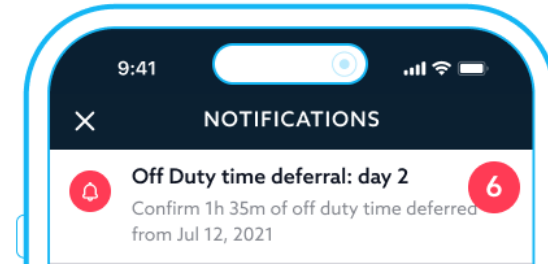 9:41
NOTIFICATIONS
Off Duty time deferral: day 2
6
Confirm 1h 35m of off duty time deferred
from Jul 12, 2021